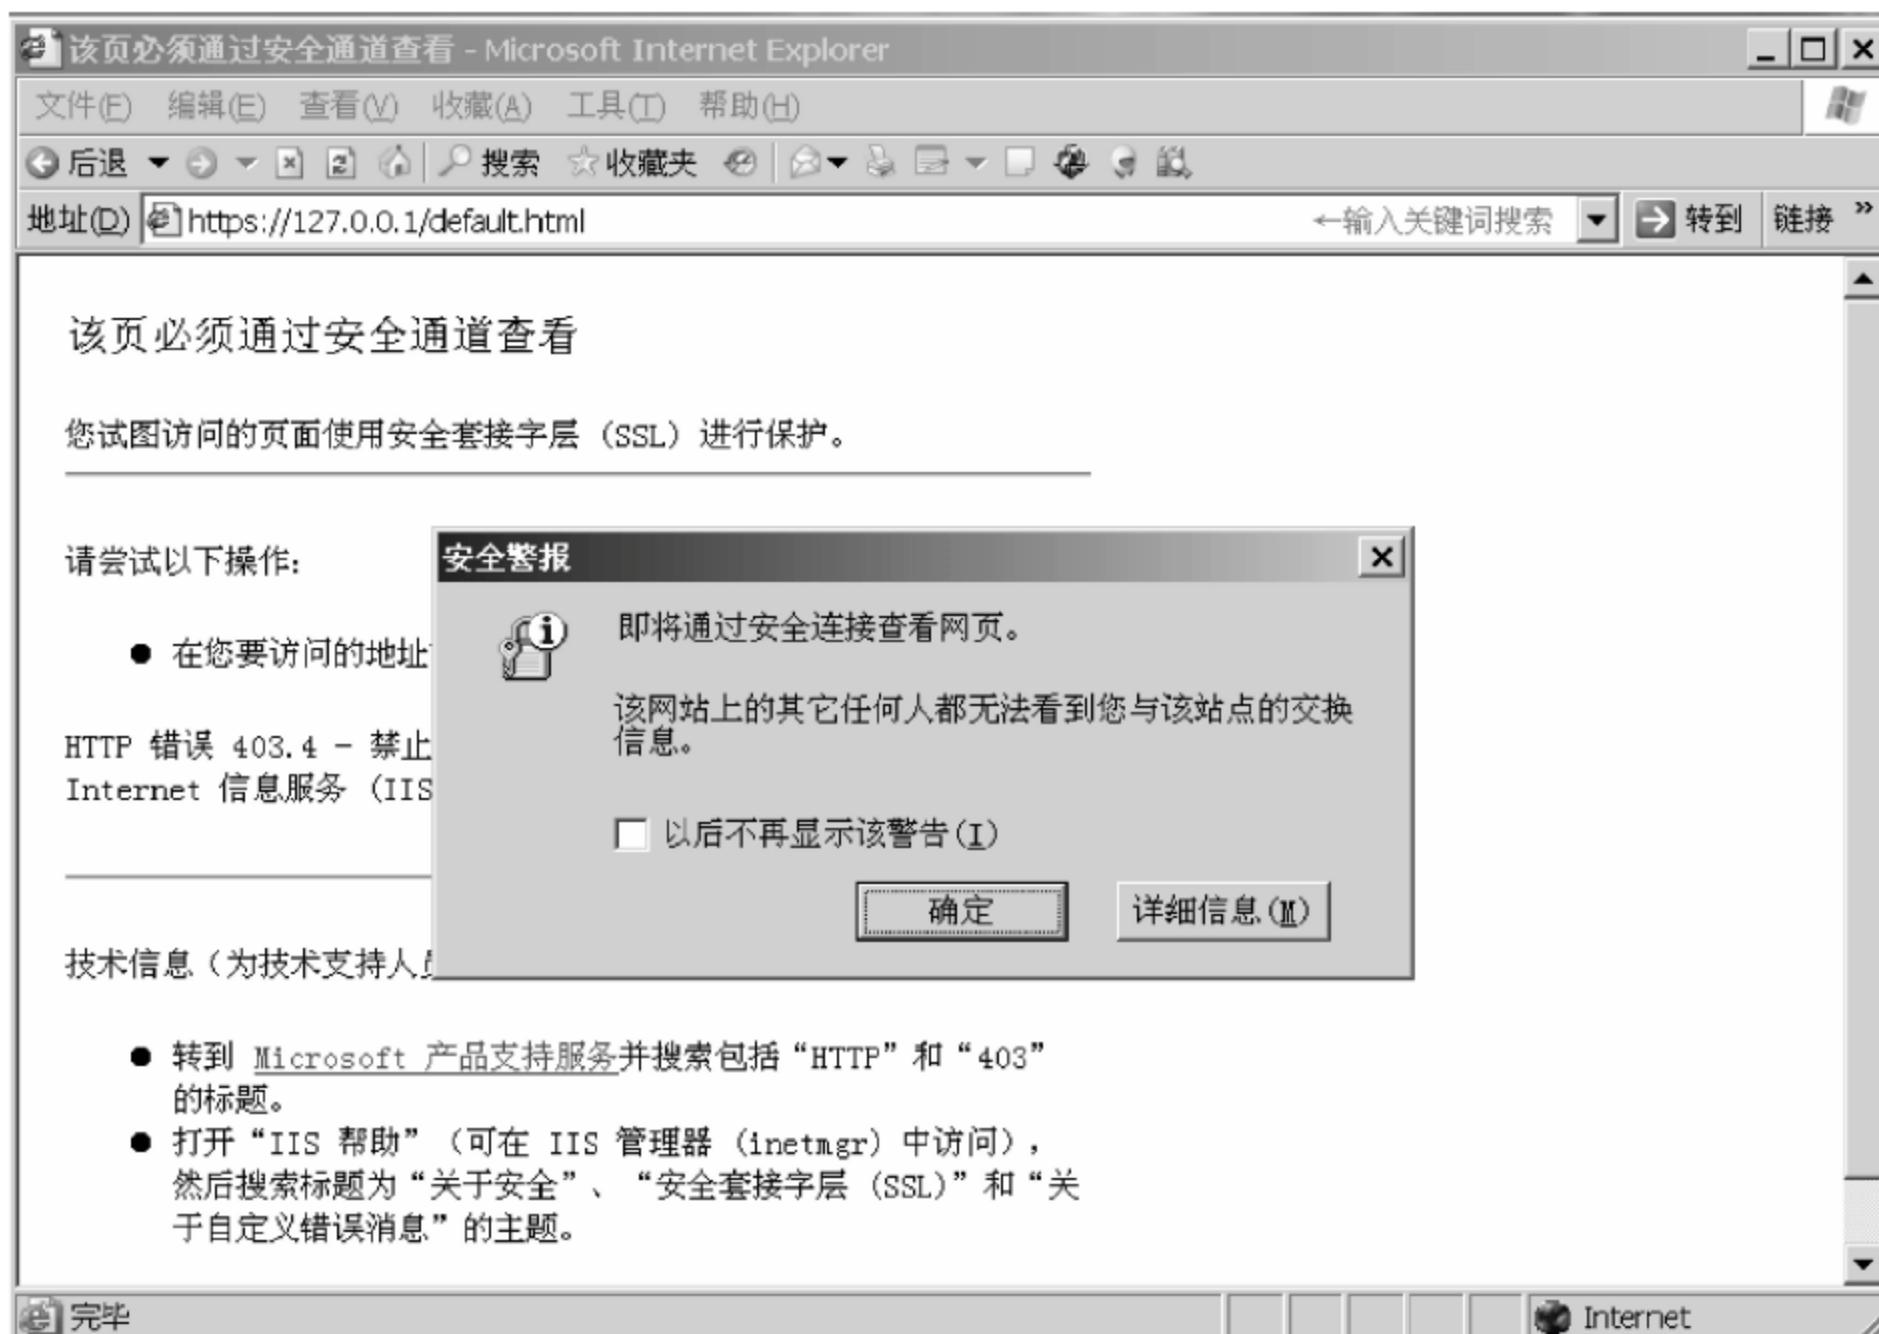 该页必须通过安全通道查看 - Microsoft Internet Explorer
文件(F) 编辑(E) 查看(V) 收藏(A) 工具(T) 帮助(H)
后退 搜索 收藏夹
地址(D) https://127.0.0.1/default.html ←输入关键词搜索 转到 链接 »
该页必须通过安全通道查看
您试图访问的页面使用安全套接字层 (SSL) 进行保护。
请尝试以下操作:
● 在您要访问的地址
HTTP 错误 403.4 - 禁止
Internet 信息服务 (IIS
安全警报
即将通过安全连接查看网页。
该网站上的其它任何人都无法看到您与该站点的交换
信息。
以后不再显示该警告(I)
确定 详细信息(M)
技术信息（为技术支持人
● 转到 Microsoft 产品支持服务并搜索包括“HTTP”和“403”
的标题。
● 打开“IIS 帮助”（可在 IIS 管理器 (inetmgr) 中访问），
然后搜索标题为“关于安全”、“安全套接字层 (SSL)”和“关
于自定义错误消息”的主题。
完毕 Internet